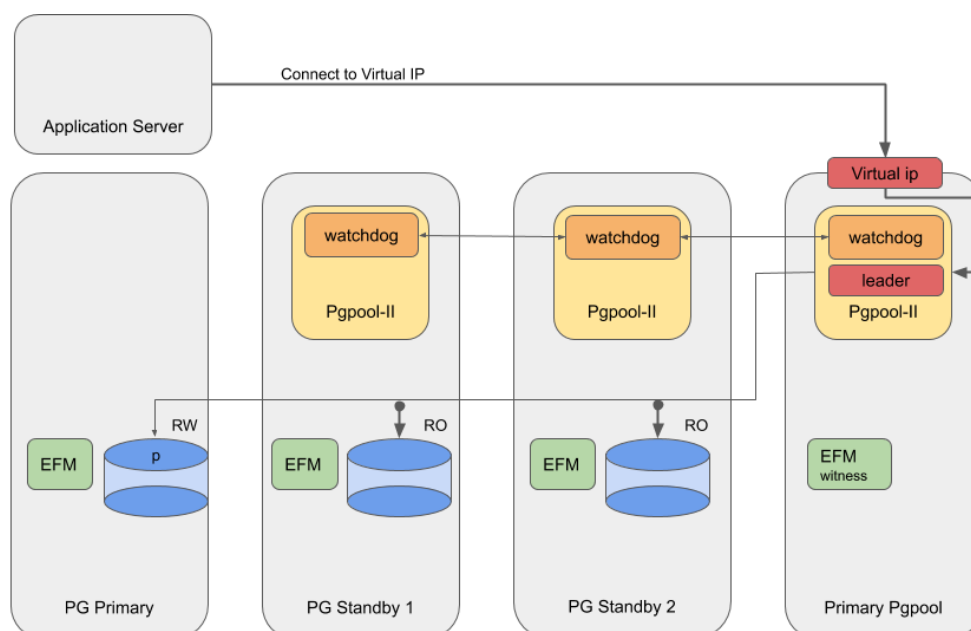 Connect to Virtual IP
Application Server
Virtual ip
watchdog
watchdog
watchdog
leader
Pgpool-II
Pgpool-II
Pgpool-II
RW
RO
RO
EFM
p
EFM
EFM
EFM
witness
PG Primary
PG Standby 1
PG Standby 2
Primary Pgpool